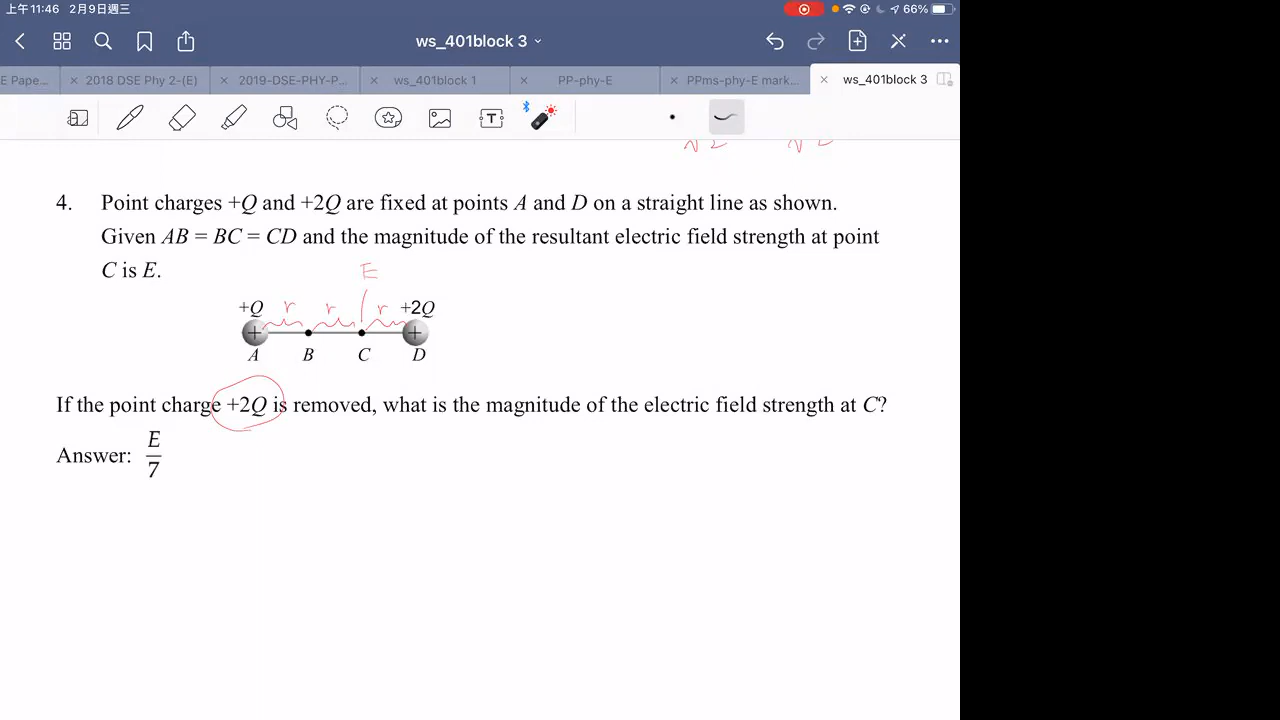 上午11:46 2月9日週三
66%
ws_401block 3
E Pape...
2018 DSE Phy 2-(E)
2019-DSE-PHY-P...
ws_401block 1
PP-phy-E
PPms-phy-E mark...
ws_401block 3
4. Point charges +Q and +2Q are fixed at points A and D on a straight line as shown.
Given AB = BC = CD and the magnitude of the resultant electric field strength at point
C is E.
E
+Q r r r +2Q
+ +
A B C D
If the point charge +2Q is removed, what is the magnitude of the electric field strength at C?
Answer: E/7